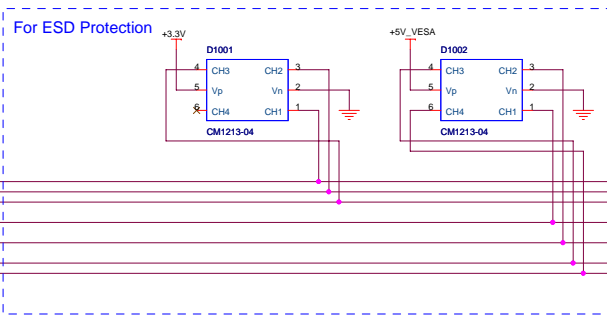 For ESD Protection
+3.3V
+5V_VESA
D1001
D1002
4 CH3 CH2 3
5 Vp Vn 2
6 CH4 CH1 1
CM1213-04
4 CH3 CH2 3
5 Vp Vn 2
6 CH4 CH1 1
CM1213-04